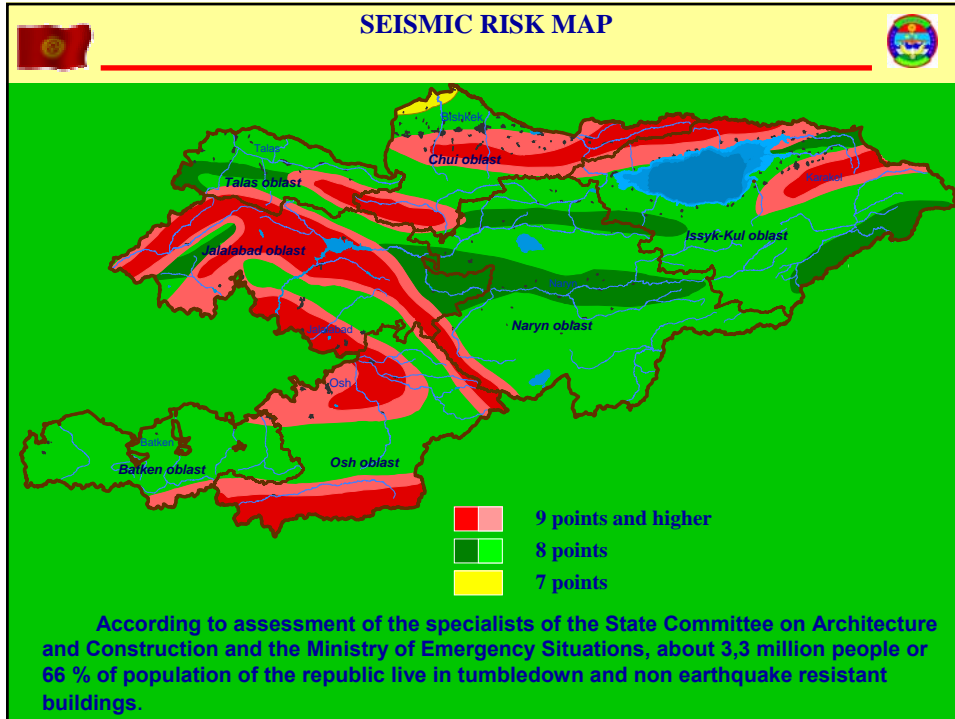 SEISMIC RISK MAP
Bishkek
Talas
Chui oblast
Talas oblast
Karakol
Issyk-Kul oblast
Jalalabad oblast
Naryn
Naryn oblast
Jalalabad
Osh
Batken
Batken oblast
Osh oblast
9 points and higher
8 points
7 points
According to assessment of the specialists of the State Committee on Architecture
and Construction and the Ministry of Emergency Situations, about 3,3 million people or
66 % of population of the republic live in tumbledown and non earthquake resistant
buildings.